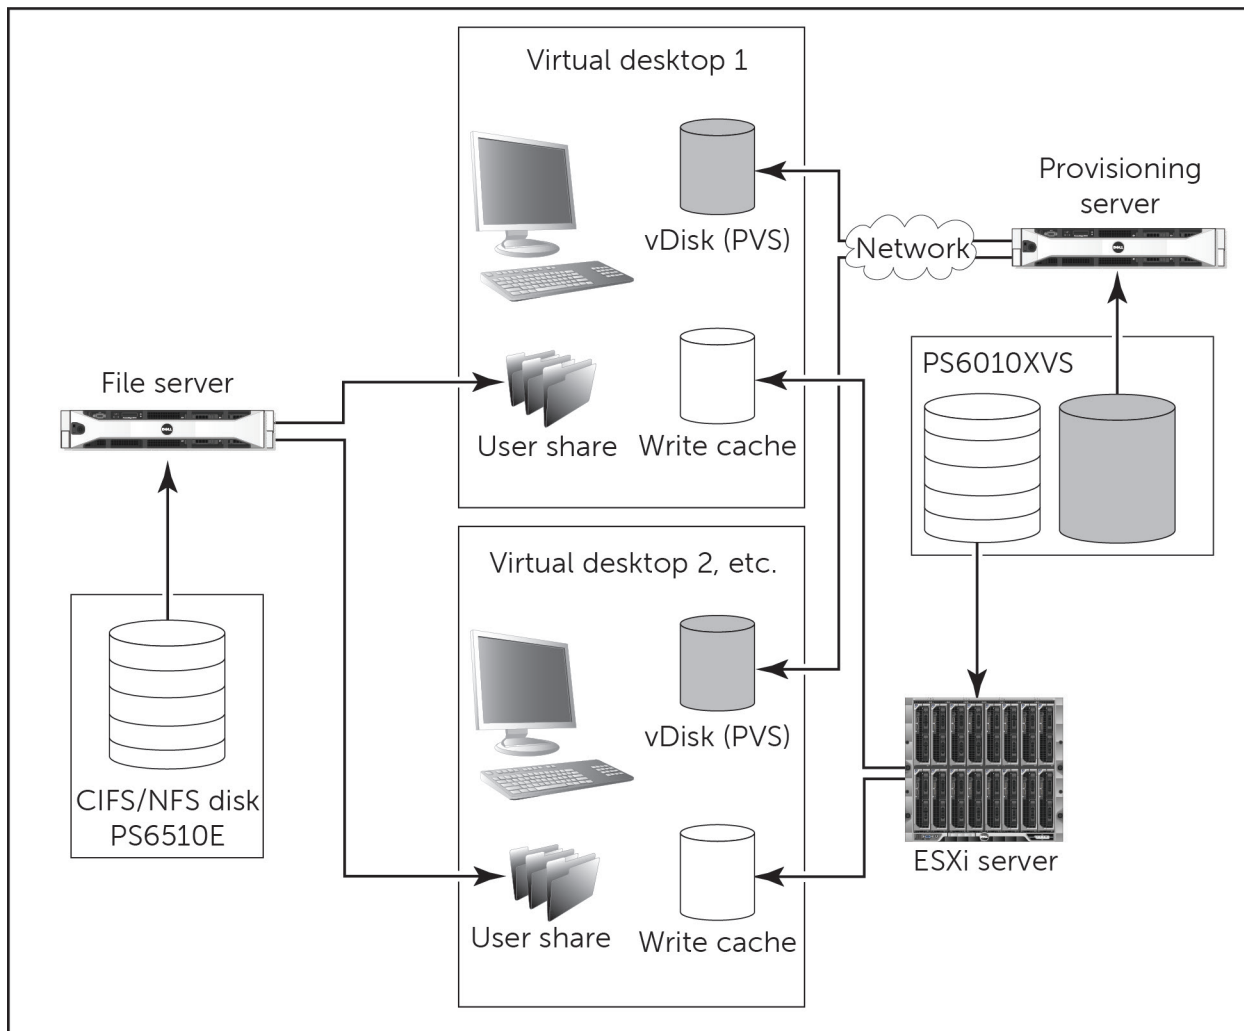 Virtual desktop 1
vDisk (PVS)
User share
Write cache
Provisioning
server
Network
PS6010XVS
File server
CIFS/NFS disk
PS6510E
Virtual desktop 2, etc.
vDisk (PVS)
User share
Write cache
ESXi server